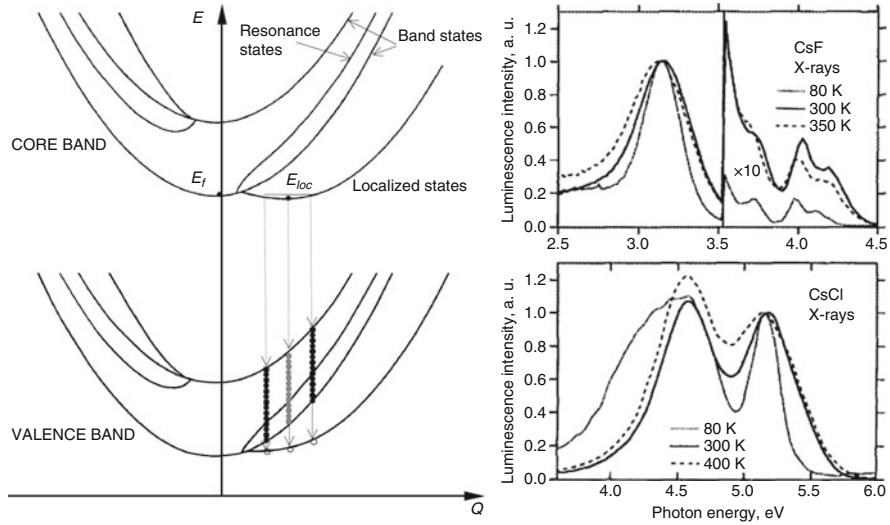 E
Resonance
states
Band states
CORE BAND
E_f
E_loc
Localized states
VALENCE BAND
Q
Luminescence intensity, a. u.
1.2
1.0
0.8
0.6
0.4
0.2
0.0
CsF
X-rays
80 K
300 K
350 K
×10
2.5 3.0 3.5 4.0 4.5
Luminescence intensity, a. u.
1.2
1.0
0.8
0.6
0.4
0.2
0.0
CsCl
X-rays
80 K
300 K
400 K
4.0 4.5 5.0 5.5 6.0
Photon energy, eV